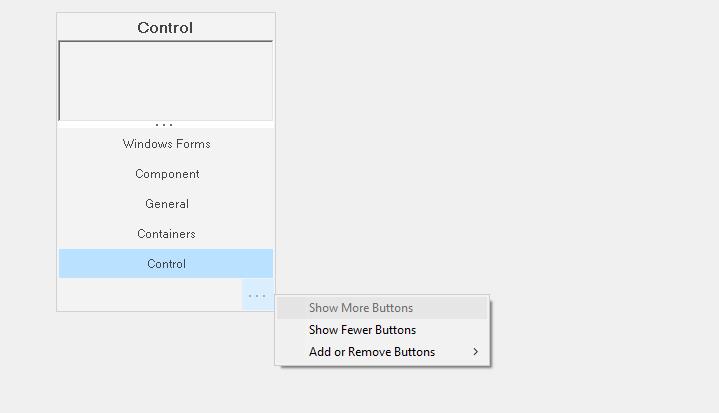 Control
...
Windows Forms
Component
General
Containers
Control
...
Show More Buttons
Show Fewer Buttons
Add or Remove Buttons